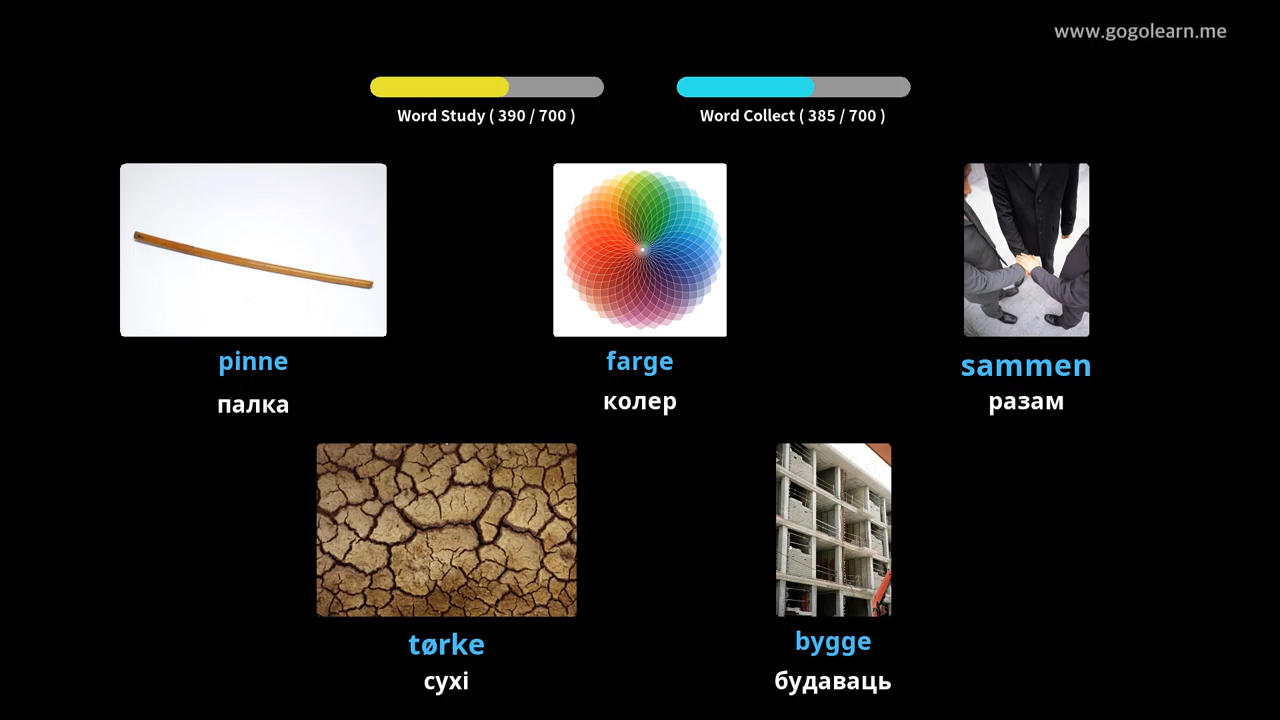 www.gogolearn.me
Word Study ( 390 / 700 )
Word Collect ( 385 / 700 )
pinne
farge
sammen
палка
колер
разам
tørke
bygge
сухі
будаваць